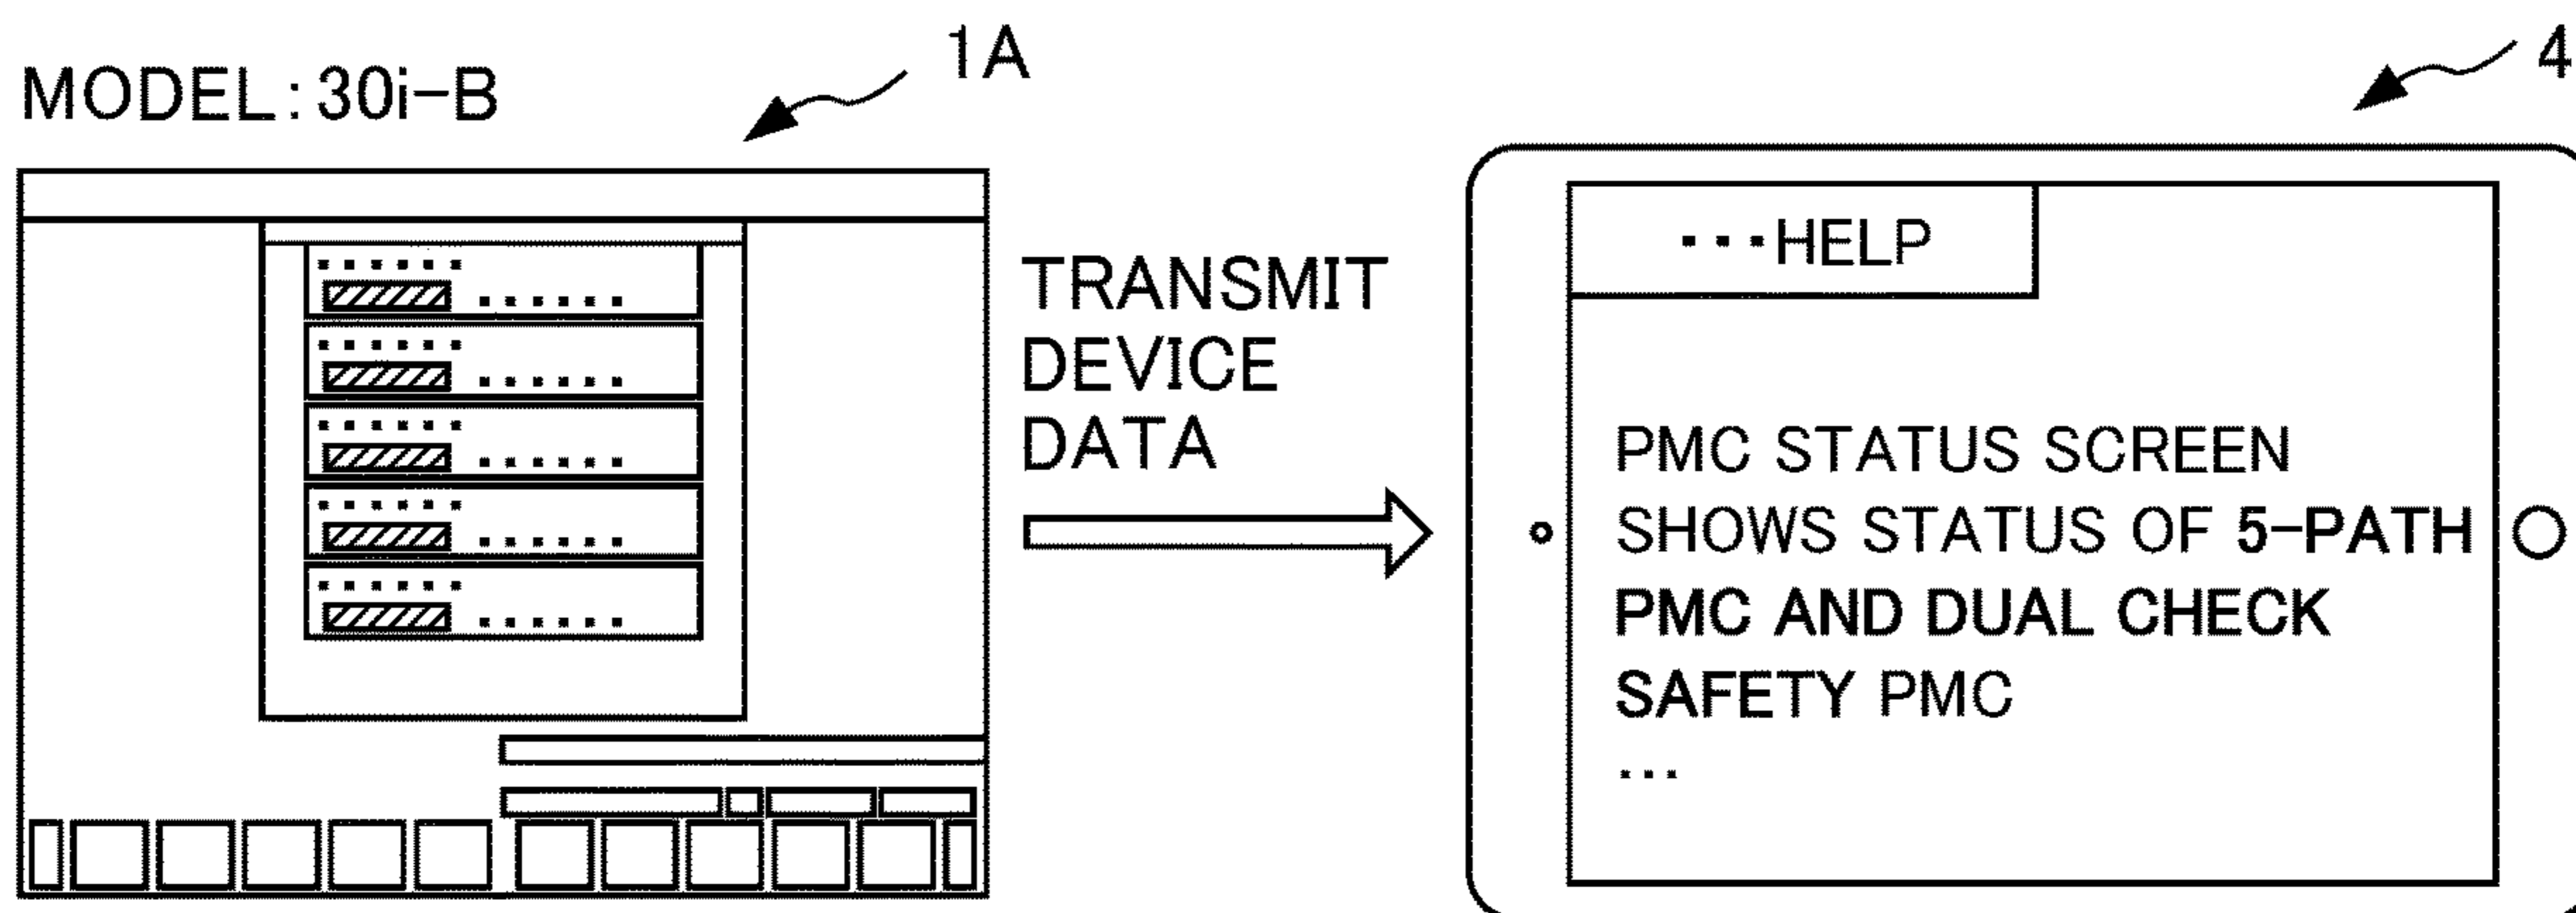 MODEL:30i-B
1A
4
TRANSMIT
DEVICE
DATA
···HELP
PMC STATUS SCREEN
SHOWS STATUS OF 5-PATH
PMC AND DUAL CHECK
SAFETY PMC
···